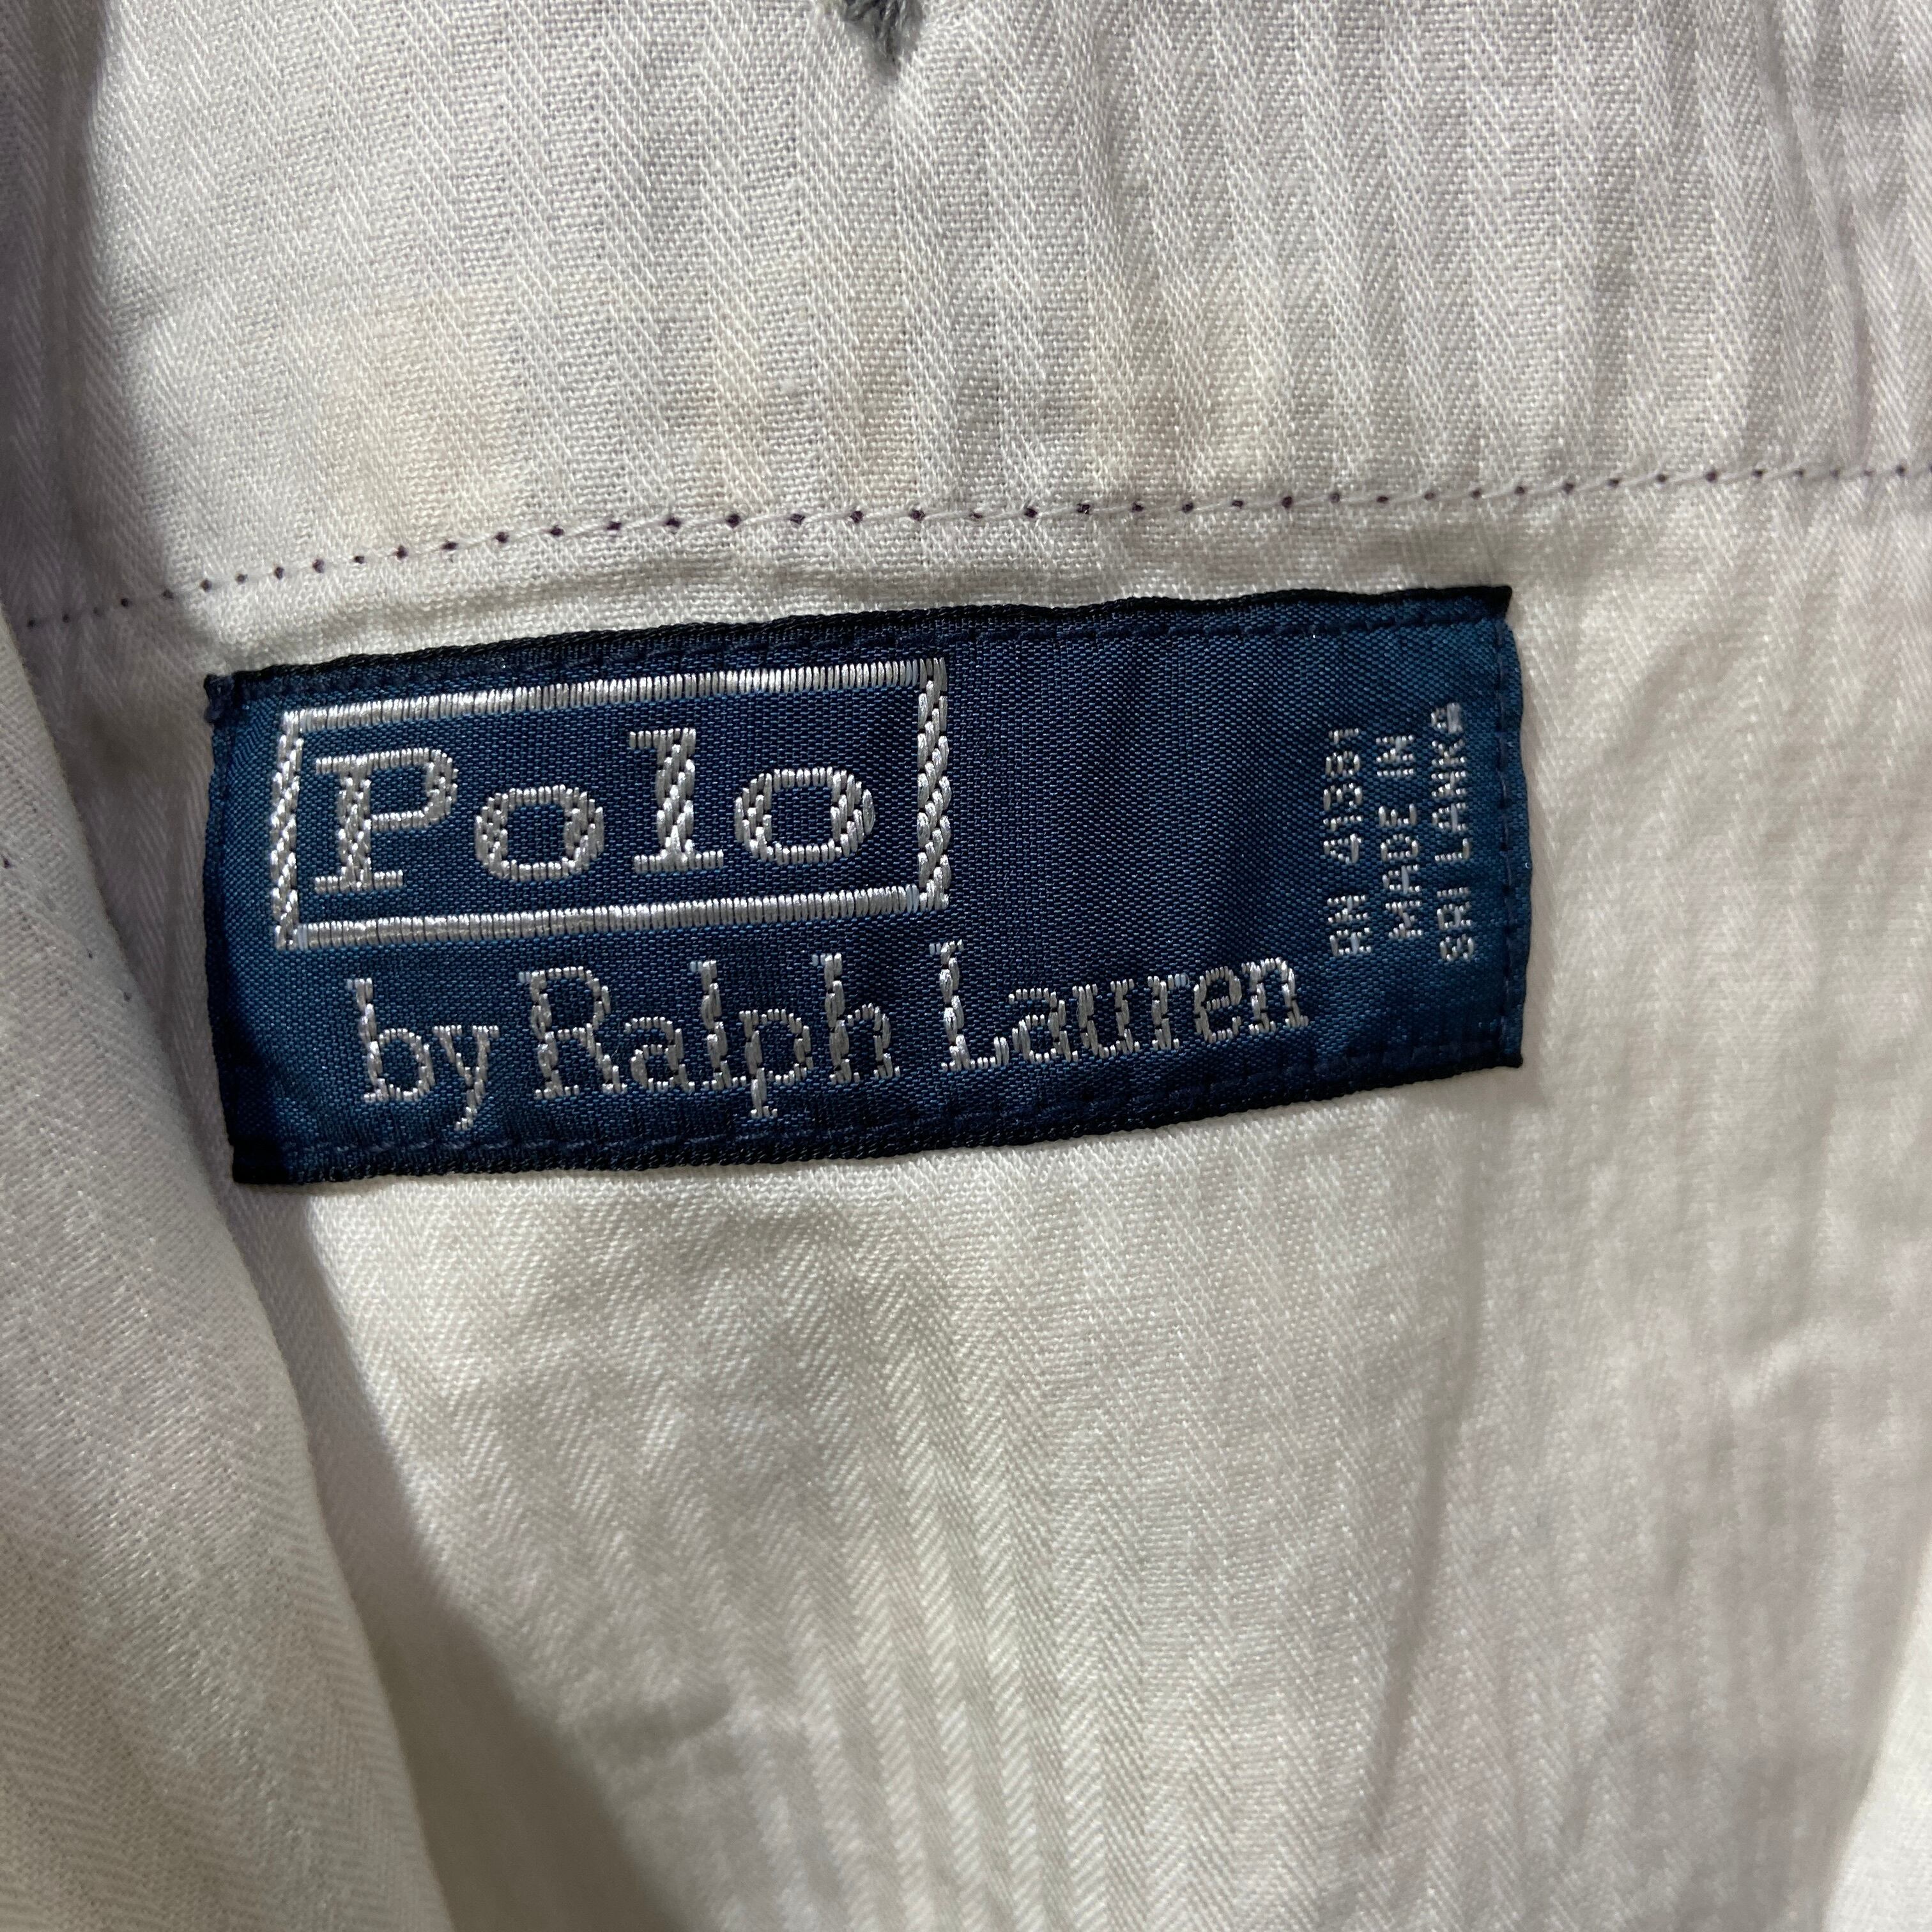 Polo
by Ralph Lauren
RN 41381
MADE IN
SRI LANKA